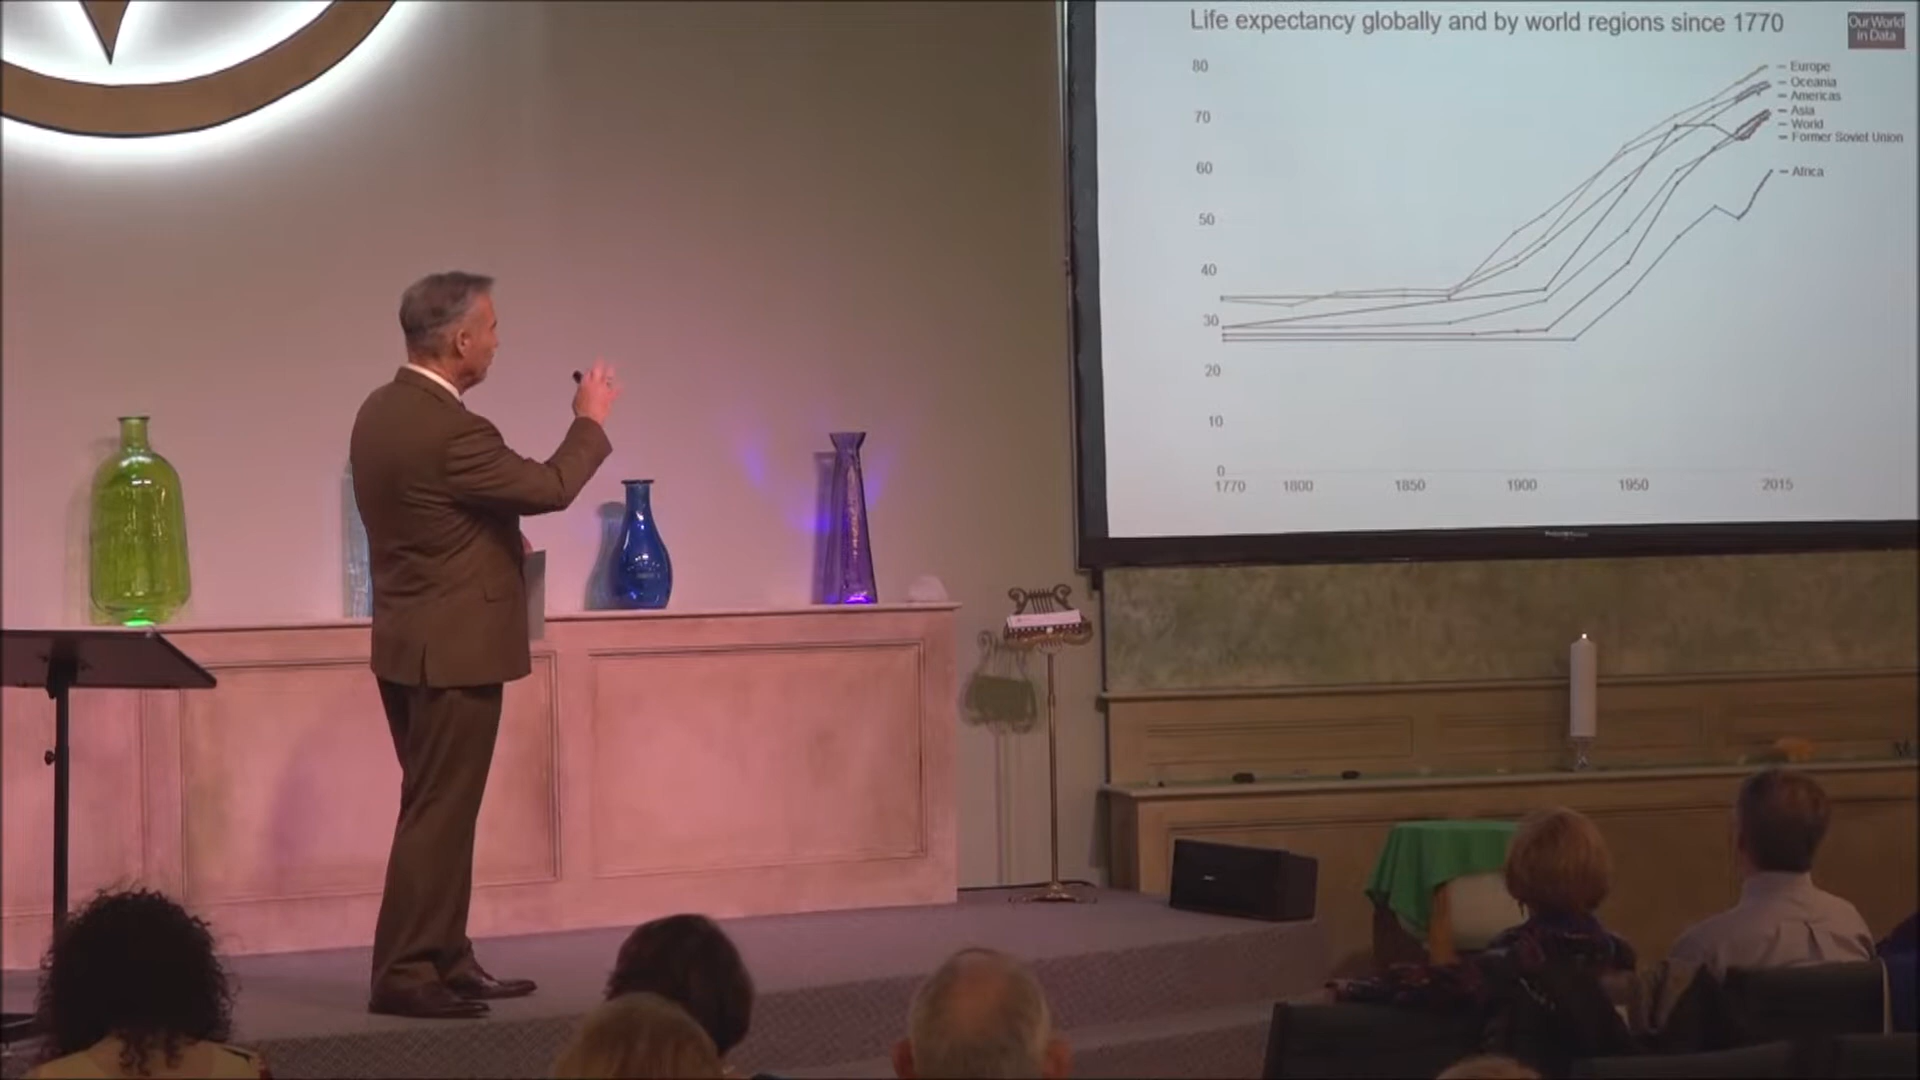 Life expectancy globally and by world regions since 1770
Our World
in Data
80
70
60
50
40
30
20
10
0
Europe
Oceania
Americas
Asia
World
Former Soviet Union
Africa
1770 1800 1850 1900 1950 2015